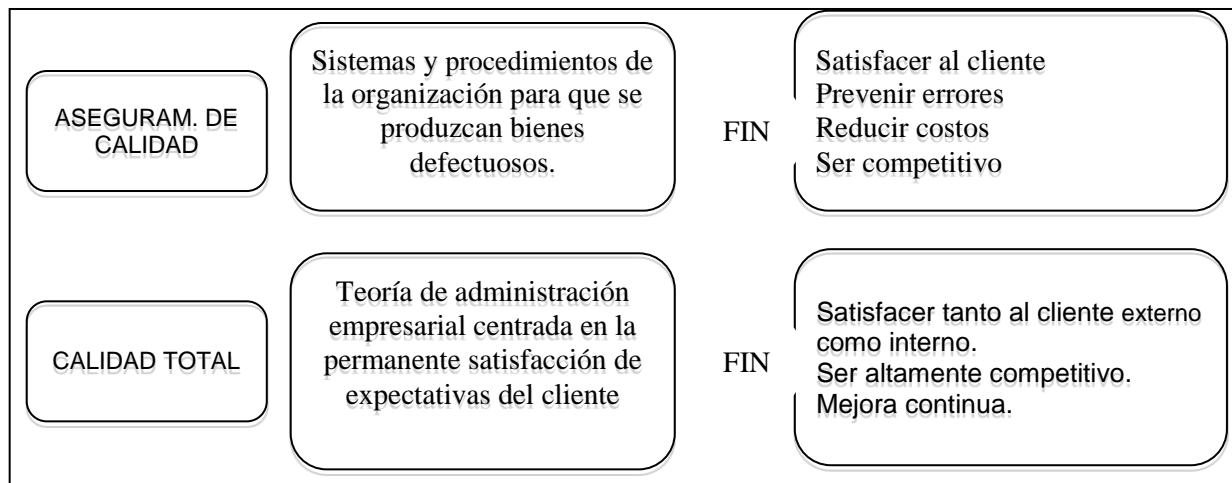 ASEGURAM. DE
CALIDAD
Sistemas y procedimientos de
la organización para que se
produzcan bienes
defectuosos.
FIN
Satisfacer al cliente
Prevenir errores
Reducir costos
Ser competitivo
CALIDAD TOTAL
Teoría de administración
empresarial centrada en la
permanente satisfacción de
expectativas del cliente
FIN
Satisfacer tanto al cliente externo
como interno.
Ser altamente competitivo.
Mejora continua.